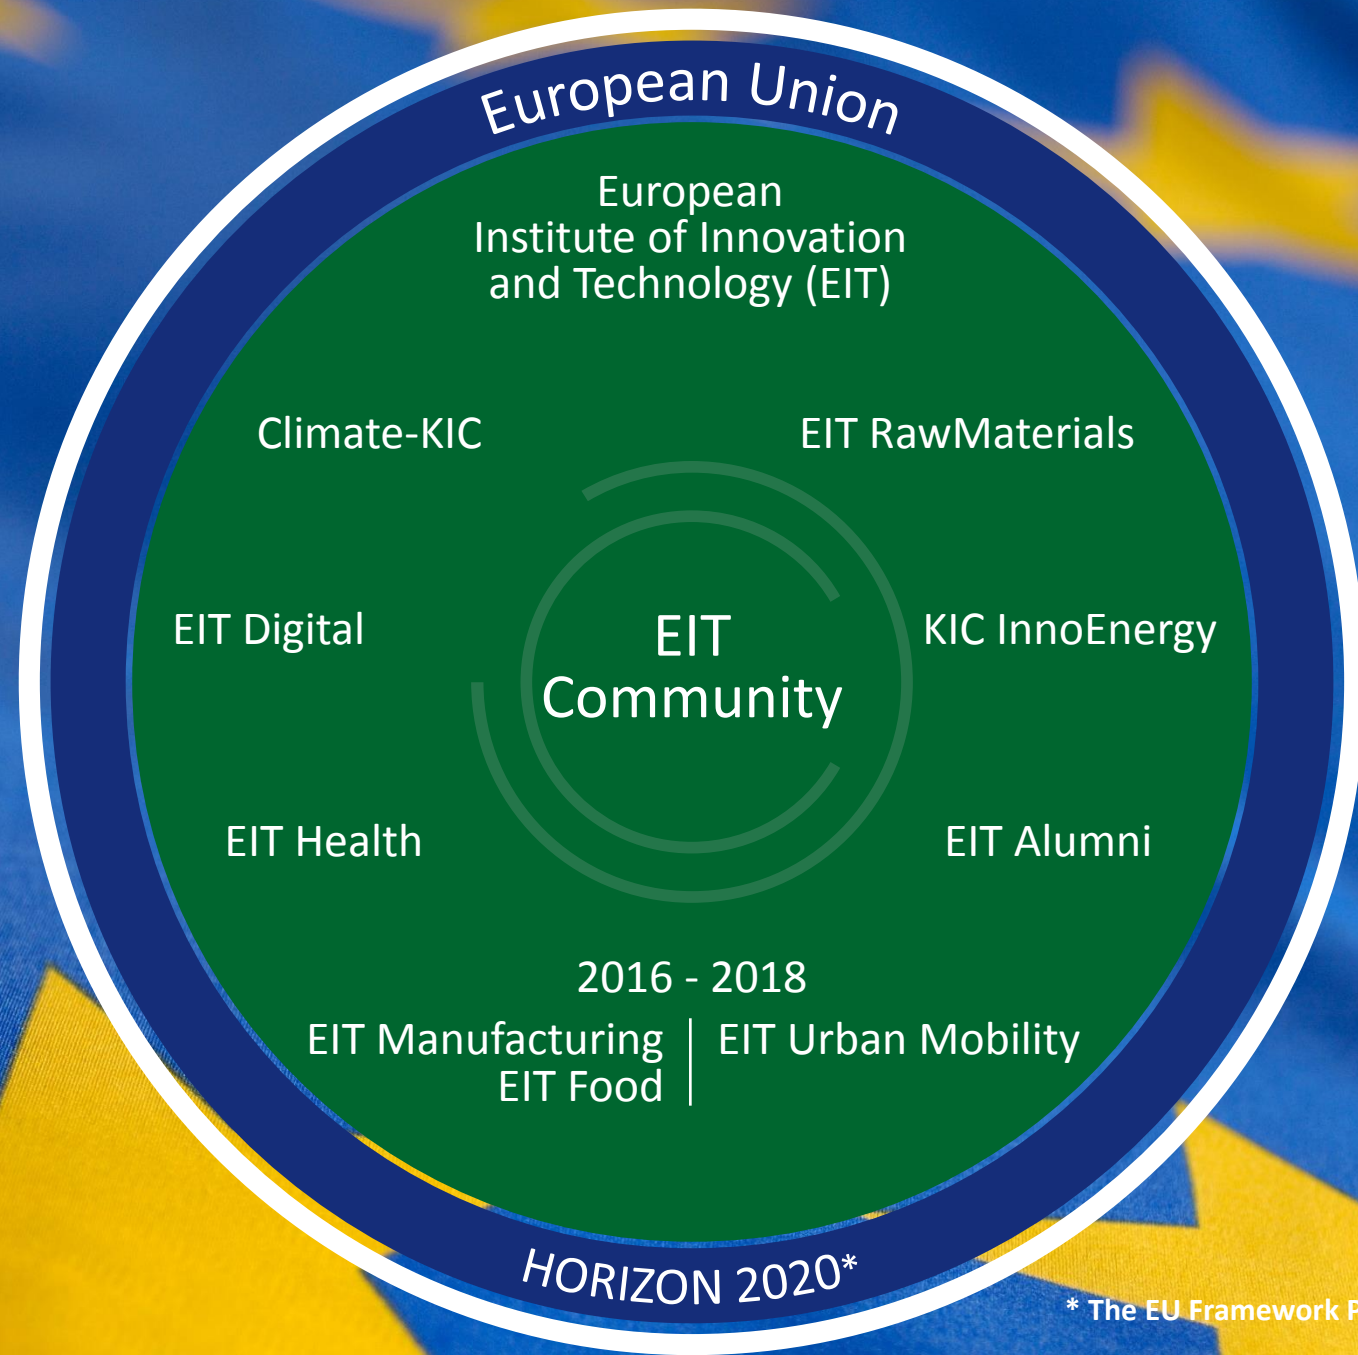 European Union
European
Institute of Innovation
and Technology (EIT)
Climate-KIC
EIT RawMaterials
EIT Digital
EIT
Community
KIC InnoEnergy
EIT Health
EIT Alumni
2016 - 2018
EIT Manufacturing
EIT Food
EIT Urban Mobility
HORIZON 2020*
* The EU Framework